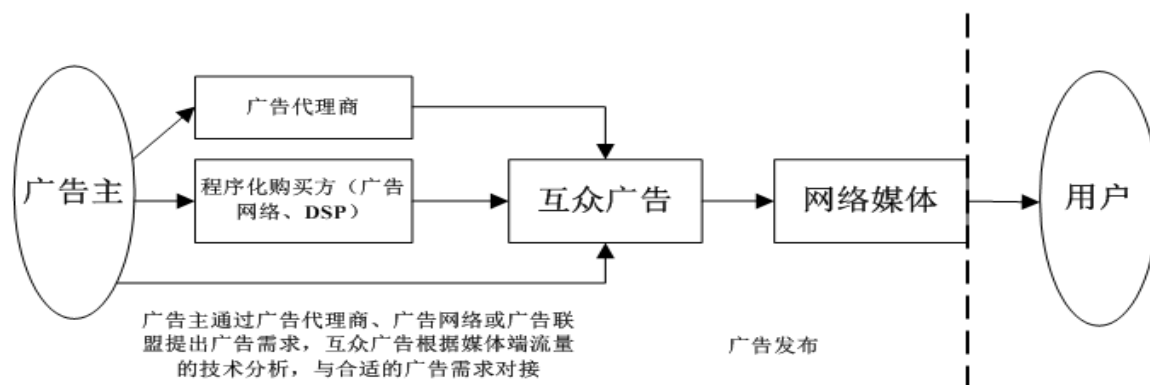 广告代理商
广告主
程序化购买方（广告
网络、DSP）
互众广告
网络媒体
用户
广告主通过广告代理商、广告网络或广告联
盟提出广告需求，互众广告根据媒体端流量
的技术分析，与合适的广告需求对接
广告发布